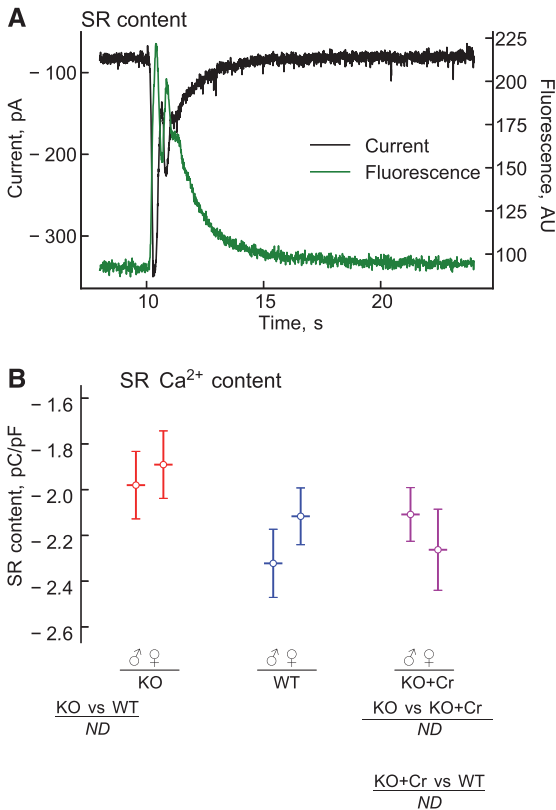 A
SR content
Current, pA
− 100
− 200
− 300
225
200
175
150
125
100
Fluorescence, AU
Current
Fluorescence
10
15
20
Time, s
B
SR Ca²⁺ content
SR content, pC/pF
− 1.6
− 1.8
− 2.0
− 2.2
− 2.4
− 2.6
♂ ♀ ♂ ♀ ♂ ♀
KO WT KO+Cr
KO vs WT KO vs KO+Cr
ND ND
KO+Cr vs WT
ND